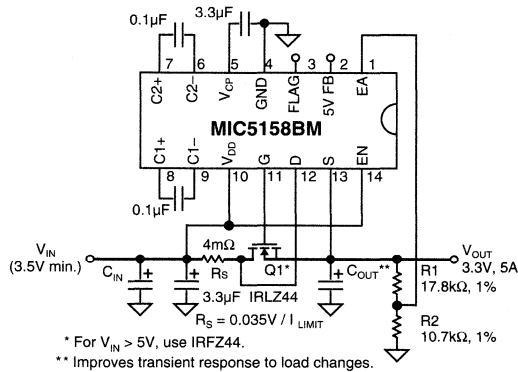 0.1µF
3.3µF
7 6 5 4 3 2 1
C2+ C2– VCP GND FLAG 5V FB EA
MIC5158BM
C1+ C1– VDD G D S EN
8 9 10 11 12 13 14
0.1µF
VIN
(3.5V min.)
4mΩ
RS
CIN
+
+
3.3µF
Q1*
IRLZ44
COUT**
+
VOUT
3.3V, 5A
R1
17.8kΩ, 1%
R2
10.7kΩ, 1%
RS = 0.035V / ILIMIT
* For VIN > 5V, use IRFZ44.
** Improves transient response to load changes.